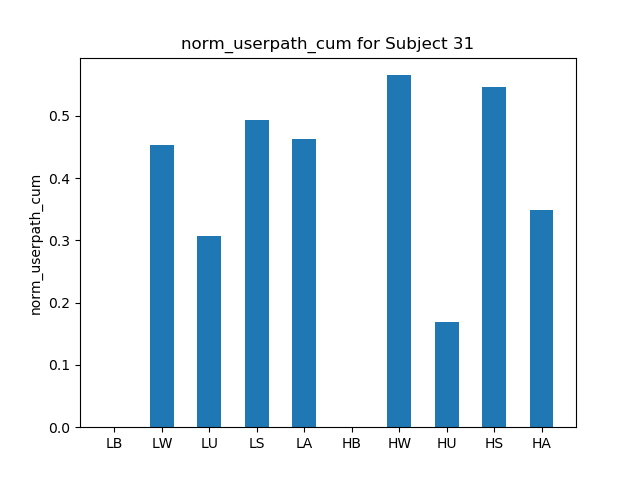 norm_userpath_cum for Subject 31
norm_userpath_cum
0.5
0.4
0.3
0.2
0.1
0.0
LB LW LU LS LA HB HW HU HS HA